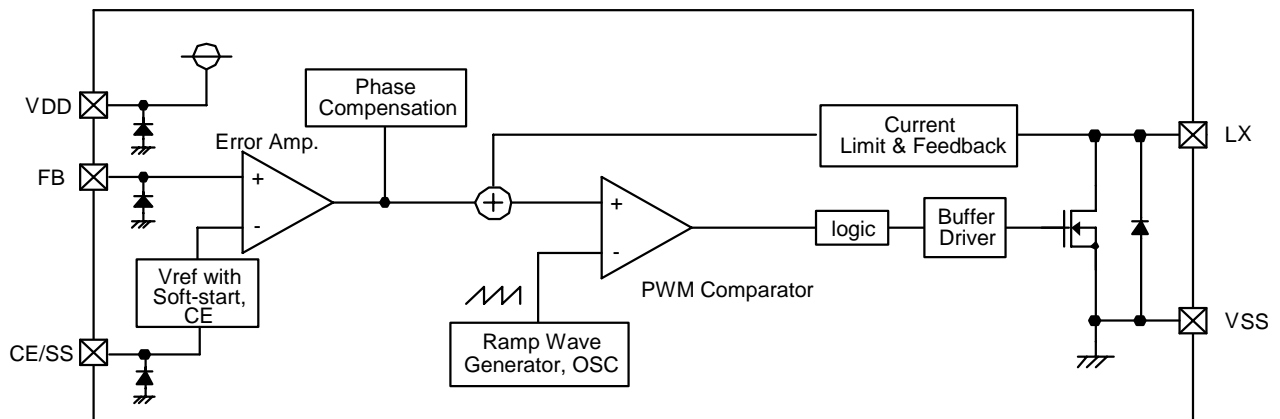 VDD
Phase
Compensation
Error Amp.
Current
Limit & Feedback
LX
FB
+
-
+
+
-
logic
Buffer
Driver
Vref with
Soft-start,
CE
PWM Comparator
CE/SS
Ramp Wave
Generator, OSC
VSS